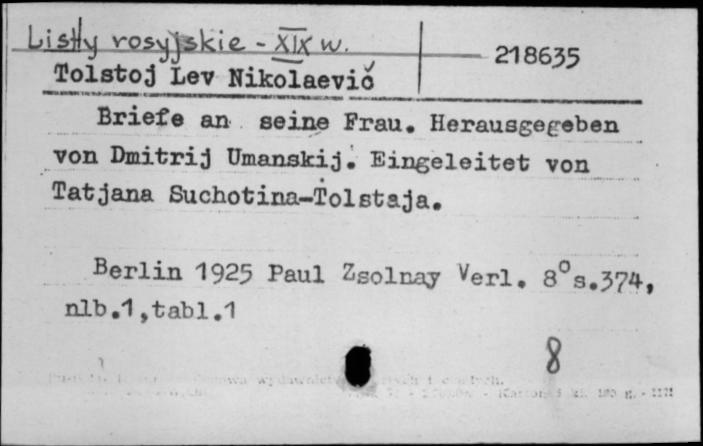 Listy rosyjskie - XIX w.
218635
Tolstoj Lev Nikolaevič
Briefe an seine Frau. Herausgegeben
von Dmitrij Umanskij. Eingeleitet von
Tatjana Suchotina-Tolstaja.
Berlin 1925 Paul Zsolnay Verl. 8° s.374,
nlb.1,tabl.1
8